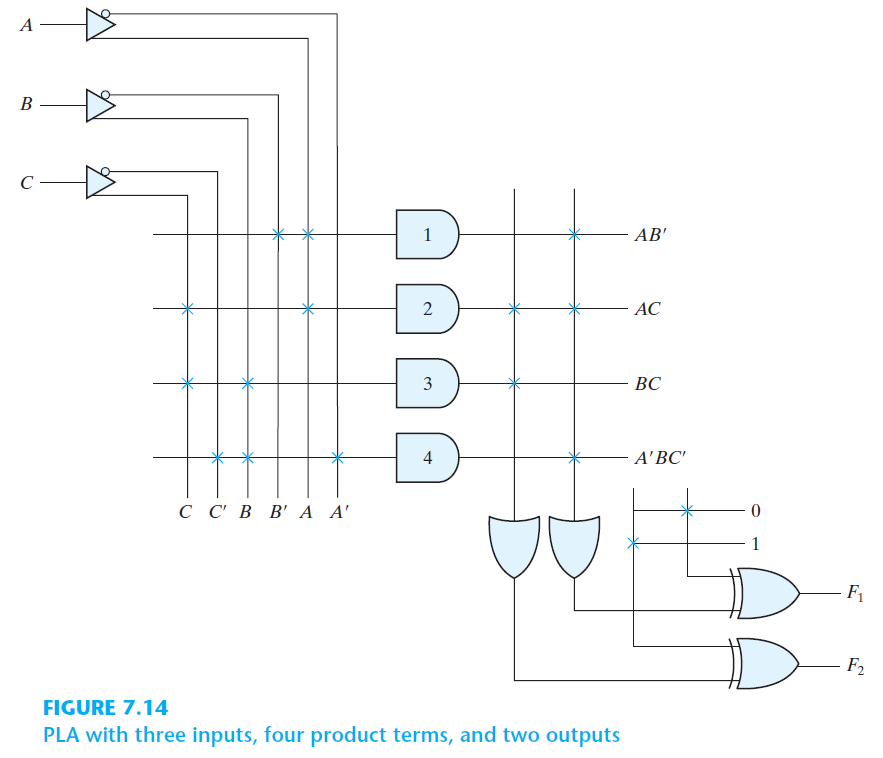 A
B
C
1
AB′
2
AC
3
BC
4
A′BC′
C C′ B B′ A A′
0
1
F₁
F₂
FIGURE 7.14
PLA with three inputs, four product terms, and two outputs